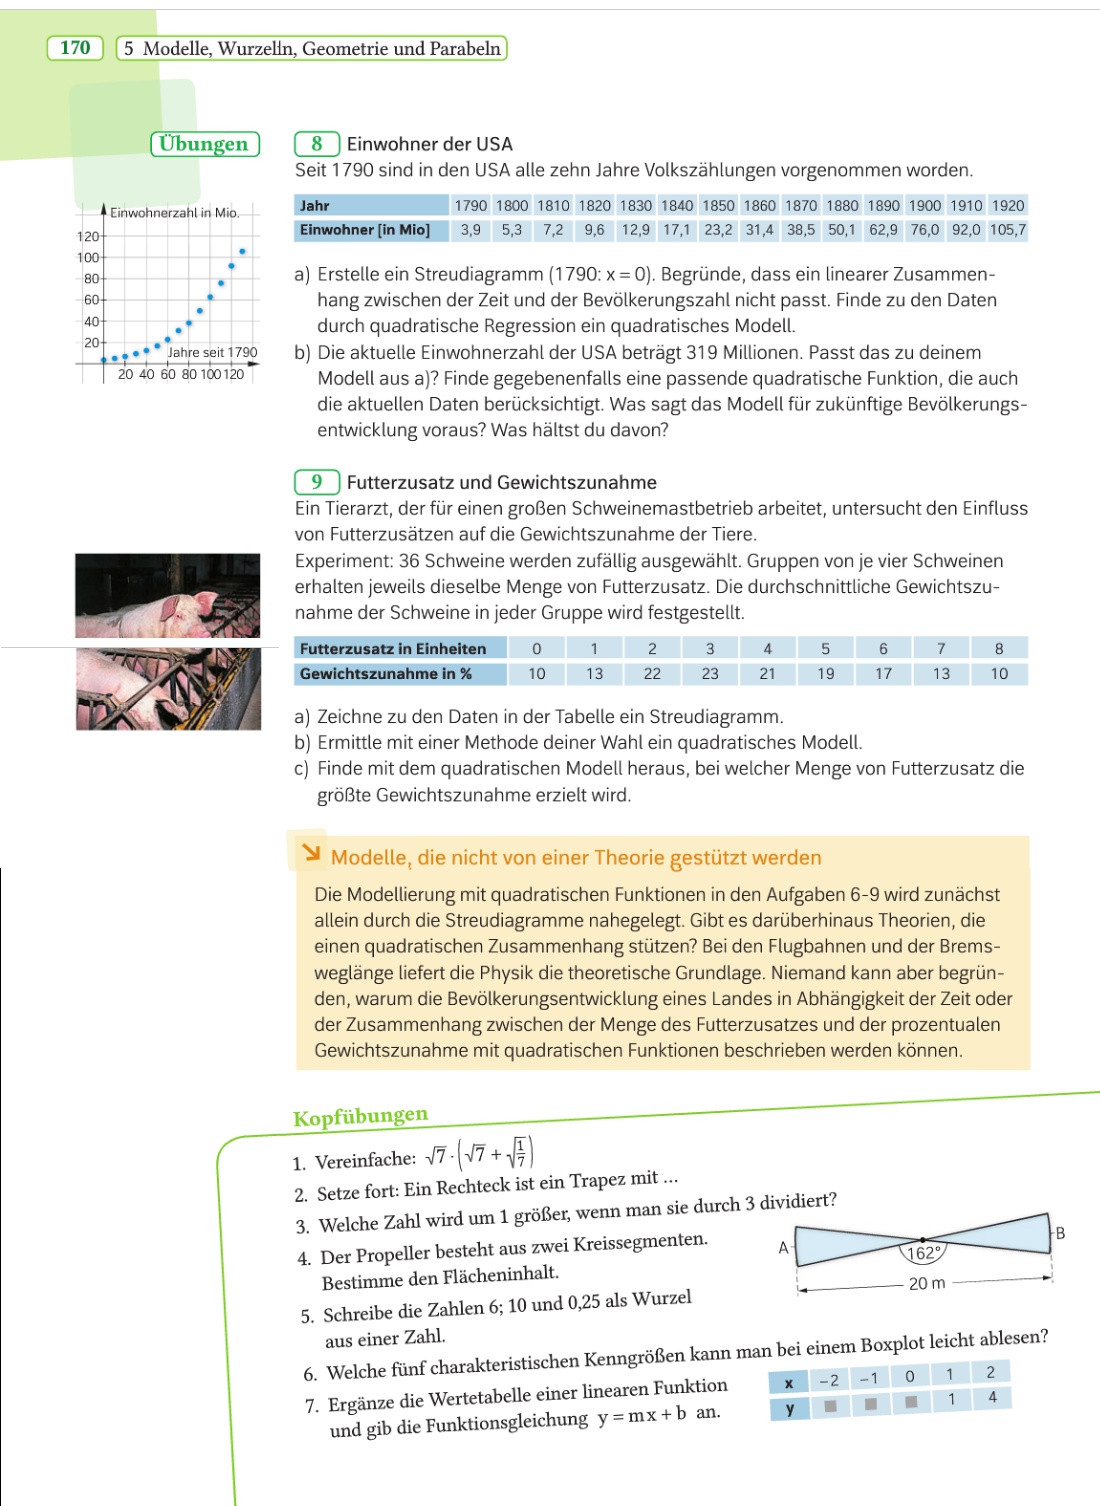 170 5 Modelle, Wurzeln, Geometrie und Parabeln
Übungen
8 Einwohner der USA
Seit 1790 sind in den USA alle zehn Jahre Volkszählungen vorgenommen worden.
Jahr 1790 1800 1810 1820 1830 1840 1850 1860 1870 1880 1890 1900 1910 1920
Einwohner [in Mio] 3,9 5,3 7,2 9,6 12,9 17,1 23,2 31,4 38,5 50,1 62,9 76,0 92,0 105,7
Einwohnerzahl in Mio.
120
100
80
60
40
20
Jahre seit 1790
20 40 60 80 100 120
a) Erstelle ein Streudiagramm (1790: x = 0). Begründe, dass ein linearer Zusammen-
hang zwischen der Zeit und der Bevölkerungszahl nicht passt. Finde zu den Daten
durch quadratische Regression ein quadratisches Modell.
b) Die aktuelle Einwohnerzahl der USA beträgt 319 Millionen. Passt das zu deinem
Modell aus a)? Finde gegebenenfalls eine passende quadratische Funktion, die auch
die aktuellen Daten berücksichtigt. Was sagt das Modell für zukünftige Bevölkerungs-
entwicklung voraus? Was hältst du davon?
9 Futterzusatz und Gewichtszunahme
Ein Tierarzt, der für einen großen Schweinemastbetrieb arbeitet, untersucht den Einfluss
von Futterzusätzen auf die Gewichtszunahme der Tiere.
Experiment: 36 Schweine werden zufällig ausgewählt. Gruppen von je vier Schweinen
erhalten jeweils dieselbe Menge von Futterzusatz. Die durchschnittliche Gewichtszu-
nahme der Schweine in jeder Gruppe wird festgestellt.
Futterzusatz in Einheiten 0 1 2 3 4 5 6 7 8
Gewichtszunahme in % 10 13 22 23 21 19 17 13 10
a) Zeichne zu den Daten in der Tabelle ein Streudiagramm.
b) Ermittle mit einer Methode deiner Wahl ein quadratisches Modell.
c) Finde mit dem quadratischen Modell heraus, bei welcher Menge von Futterzusatz die
größte Gewichtszunahme erzielt wird.
Modelle, die nicht von einer Theorie gestützt werden
Die Modellierung mit quadratischen Funktionen in den Aufgaben 6-9 wird zunächst
allein durch die Streudiagramme nahegelegt. Gibt es darüberhinaus Theorien, die
einen quadratischen Zusammenhang stützen? Bei den Flugbahnen und der Brems-
weglänge liefert die Physik die theoretische Grundlage. Niemand kann aber begrün-
den, warum die Bevölkerungsentwicklung eines Landes in Abhängigkeit der Zeit oder
der Zusammenhang zwischen der Menge des Futterzusatzes und der prozentualen
Gewichtszunahme mit quadratischen Funktionen beschrieben werden können.
Kopfübungen
1. Vereinfache: √7 · (√7 + √(1/7))
2. Setze fort: Ein Rechteck ist ein Trapez mit ...
3. Welche Zahl wird um 1 größer, wenn man sie durch 3 dividiert?
4. Der Propeller besteht aus zwei Kreissegmenten.
Bestimme den Flächeninhalt.
A B
162°
20 m
5. Schreibe die Zahlen 6; 10 und 0,25 als Wurzel
aus einer Zahl.
6. Welche fünf charakteristischen Kenngrößen kann man bei einem Boxplot leicht ablesen?
7. Ergänze die Wertetabelle einer linearen Funktion
und gib die Funktionsgleichung y = mx + b an.
x −2 −1 0 1 2
y ■ ■ ■ 1 4